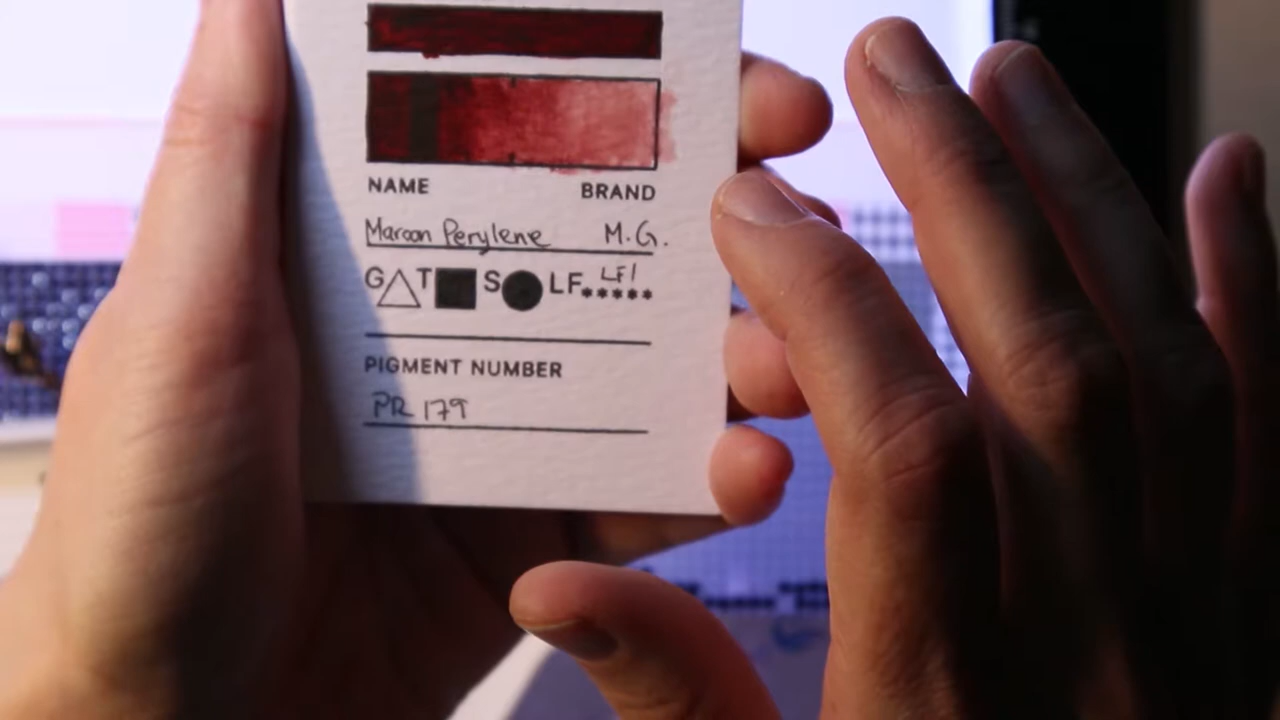 NAME BRAND
Maroon Perylene M.G.
G T S LF LF!
*****
PIGMENT NUMBER
PR 179